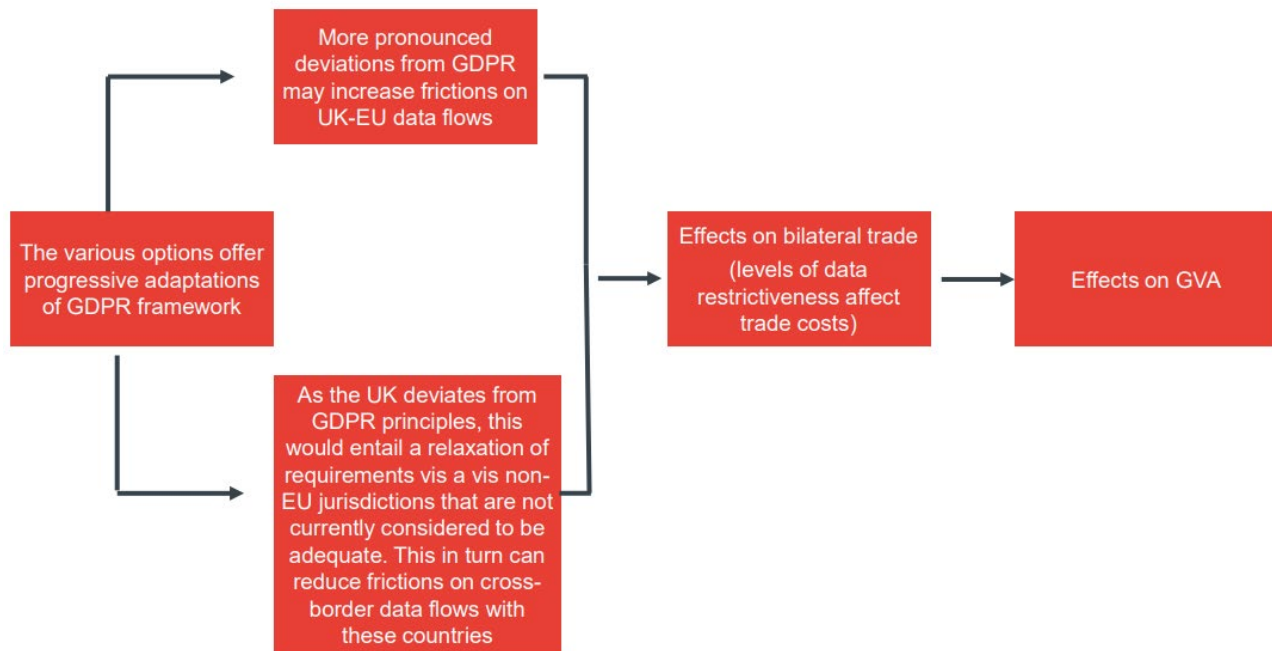 More pronounced
deviations from GDPR
may increase frictions on
UK-EU data flows
The various options offer
progressive adaptations
of GDPR framework
Effects on bilateral trade
(levels of data
restrictiveness affect
trade costs)
Effects on GVA
As the UK deviates from
GDPR principles, this
would entail a relaxation of
requirements vis a vis non-
EU jurisdictions that are not
currently considered to be
adequate. This in turn can
reduce frictions on cross-
border data flows with
these countries